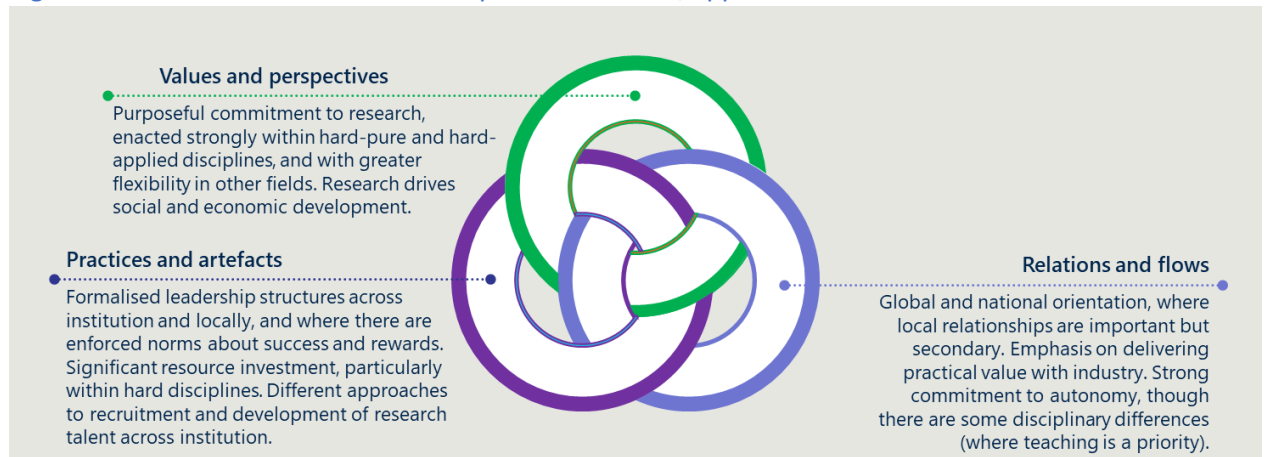 Values and perspectives
Purposeful commitment to research,
enacted strongly within hard-pure and hard-
applied disciplines, and with greater
flexibility in other fields. Research drives
social and economic development.
Practices and artefacts
Formalised leadership structures across
institution and locally, and where there are
enforced norms about success and rewards.
Significant resource investment, particularly
within hard disciplines. Different approaches
to recruitment and development of research
talent across institution.
Relations and flows
Global and national orientation, where
local relationships are important but
secondary. Emphasis on delivering
practical value with industry. Strong
commitment to autonomy, though
there are some disciplinary differences
(where teaching is a priority).